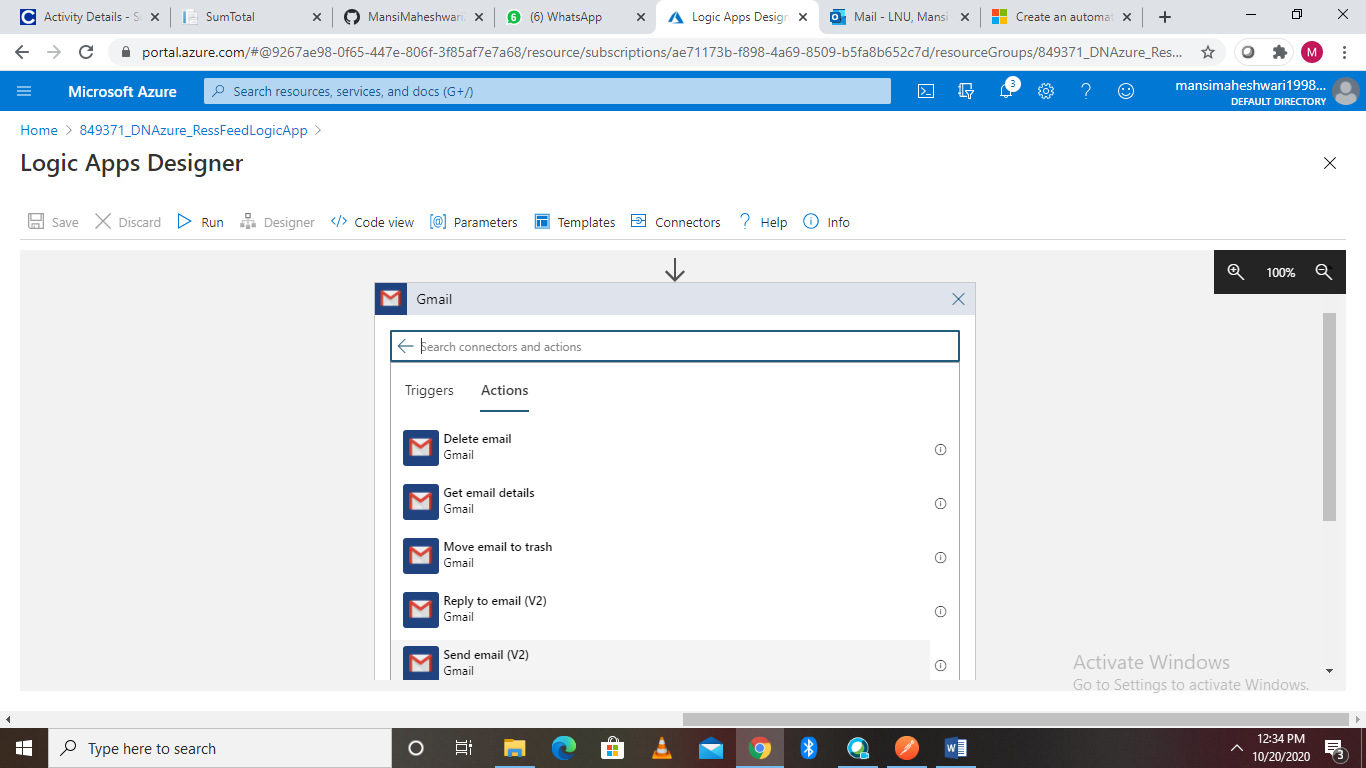 Activity Details - S
SumTotal
MansiMaheshwari
(6) WhatsApp
Logic Apps Design
Mail - LNU, Mansi
Create an automat
portal.azure.com/#@9267ae98-0f65-447e-806f-3f85af7e7a68/resource/subscriptions/ae71173b-f898-4a69-8509-b5fa8b652c7d/resourceGroups/849371_DNAzure_Res...
M
Microsoft Azure
Search resources, services, and docs (G+/)
3
mansimaheshwari1998...
DEFAULT DIRECTORY
Home
849371_DNAzure_RessFeedLogicApp
Logic Apps Designer
Save
Discard
Run
Designer
Code view
Parameters
Templates
Connectors
Help
Info
100%
Gmail
Search connectors and actions
Triggers
Actions
Delete email
Gmail
Get email details
Gmail
Move email to trash
Gmail
Reply to email (V2)
Gmail
Send email (V2)
Gmail
Activate Windows
Go to Settings to activate Windows.
Type here to search
12:34 PM
10/20/2020
3